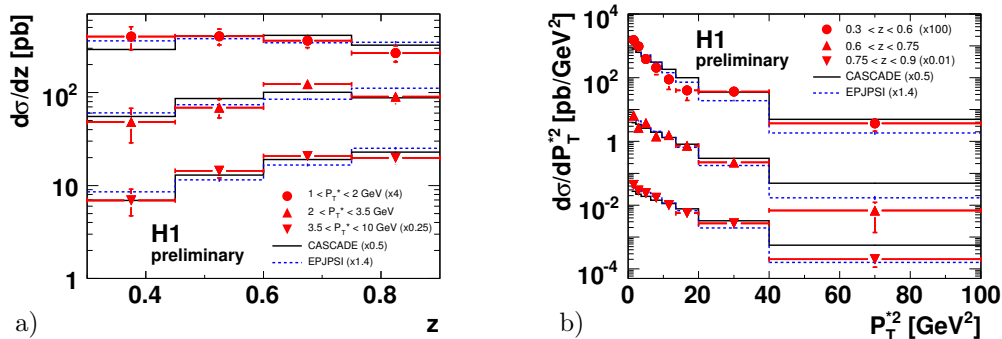 dσ/dz [pb]
10²
10
1
1 < P_T* < 2 GeV (x4)
2 < P_T* < 3.5 GeV
3.5 < P_T* < 10 GeV (x0.25)
CASCADE (x0.5)
EPJPSI (x1.4)
H1
preliminary
0.4 0.6 0.8
z
a)
dσ/dP_T^{*2} [pb/GeV²]
10⁴
10²
1
10⁻²
10⁻⁴
H1
preliminary
0.3 < z < 0.6 (x100)
0.6 < z < 0.75
0.75 < z < 0.9 (x0.01)
CASCADE (x0.5)
EPJPSI (x1.4)
0 20 40 60 80 100
P_T^{*2} [GeV²]
b)